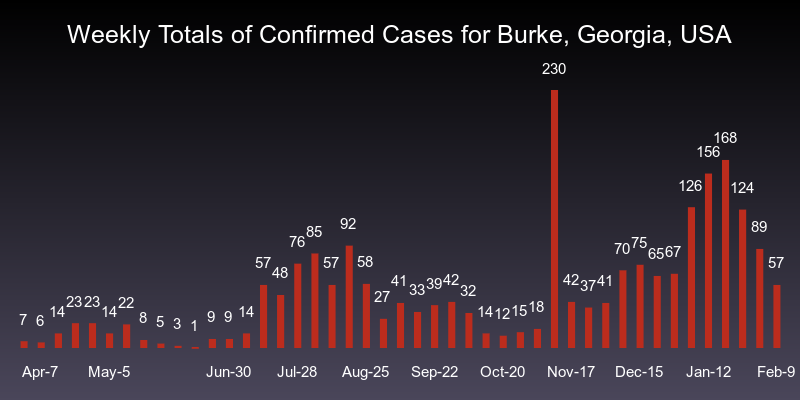 Weekly Totals of Confirmed Cases for Burke, Georgia, USA
7 6 14 23 23 14 22 8 5 3 1 9 9 14 57 48 76 85 57 92 58 27 41 33 39 42 32 14 12 15 18 230 42 37 41 70 75 65 67 126 156 168 124 89 57
Apr-7 May-5 Jun-30 Jul-28 Aug-25 Sep-22 Oct-20 Nov-17 Dec-15 Jan-12 Feb-9